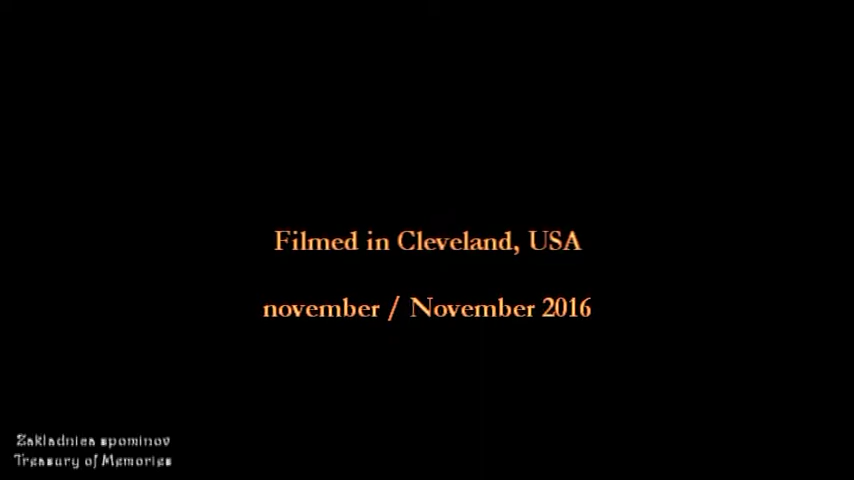 Filmed in Cleveland, USA
november / November 2016
Zakladnica spominov
Treasury of Memories